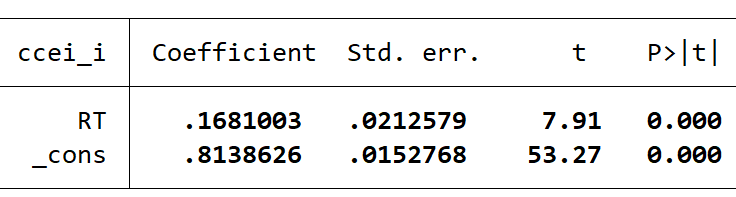 ccei_i Coefficient Std. err. t P>|t|
RT .1681003 .0212579 7.91 0.000
_cons .8138626 .0152768 53.27 0.000